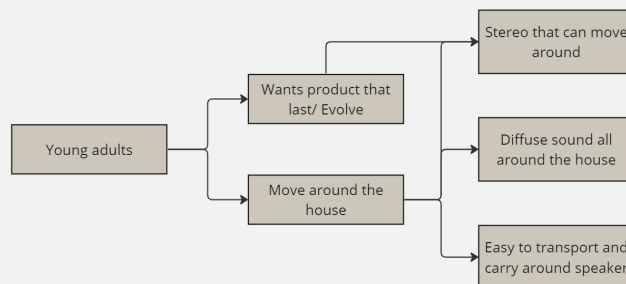 Young adults
Wants product that
last/ Evolve
Move around the
house
Stereo that can move
around
Diffuse sound all
around the house
Easy to transport and
carry around speaker